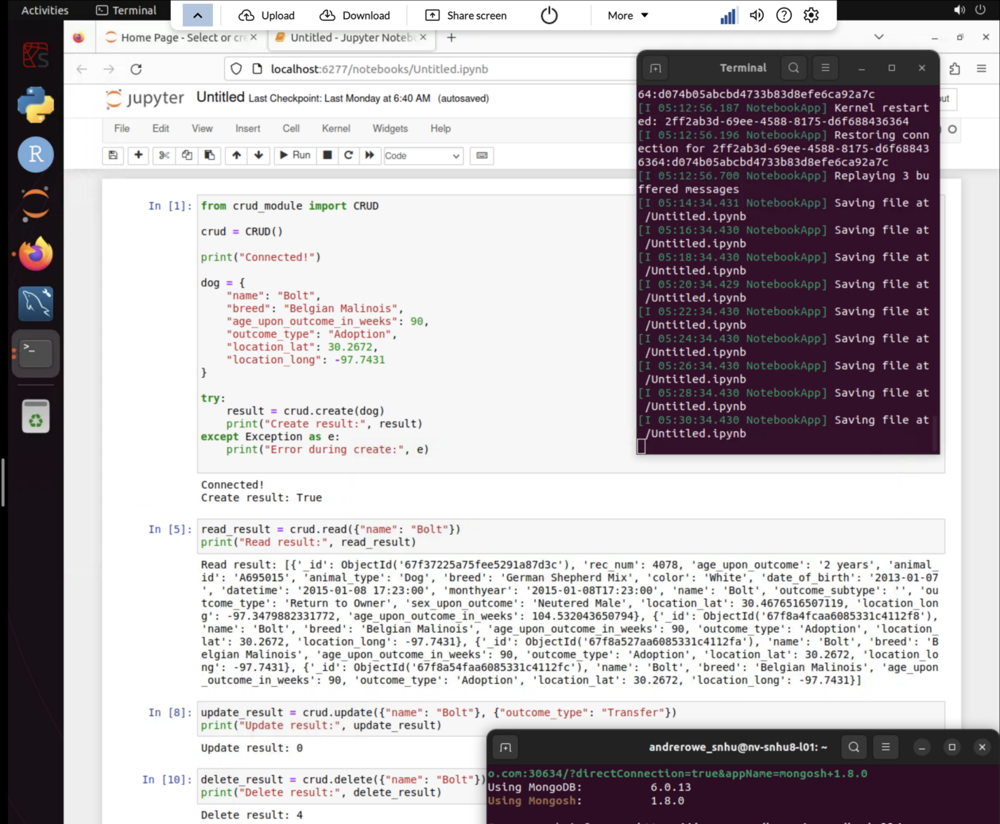 Activities
Terminal
Upload
Download
Share screen
More
Home Page - Select or cre
Untitled - Jupyter Noteb
localhost:6277/notebooks/Untitled.ipynb
jupyter Untitled Last Checkpoint: Last Monday at 6:40 AM (autosaved)
File Edit View Insert Cell Kernel Widgets Help
Run
Code
In [1]: from crud_module import CRUD
crud = CRUD()
print("Connected!")
dog = {
"name": "Bolt",
"breed": "Belgian Malinois",
"age_upon_outcome_in_weeks": 90,
"outcome_type": "Adoption",
"location_lat": 30.2672,
"location_long": -97.7431
}
try:
result = crud.create(dog)
print("Create result:", result)
except Exception as e:
print("Error during create:", e)
Connected!
Create result: True
In [5]: read_result = crud.read({"name": "Bolt"})
print("Read result:", read_result)
Read result: [{'_id': ObjectId('67f37225a75fee5291a87d3c'), 'rec_num': 4078, 'age_upon_outcome': '2 years', 'animal_
id': 'A695015', 'animal_type': 'Dog', 'breed': 'German Shepherd Mix', 'color': 'White', 'date_of_birth': '2013-01-07
', 'datetime': '2015-01-08 17:23:00', 'monthyear': '2015-01-08T17:23:00', 'name': 'Bolt', 'outcome_subtype': '', 'ou
tcome_type': 'Return to Owner', 'sex_upon_outcome': 'Neutered Male', 'location_lat': 30.4676516507119, 'location_lon
g': -97.3479882331772, 'age_upon_outcome_in_weeks': 104.532043650794}, {'_id': ObjectId('67f8a4fcaa6085331c4112f8'),
'name': 'Bolt', 'breed': 'Belgian Malinois', 'age_upon_outcome_in_weeks': 90, 'outcome_type': 'Adoption', 'location_
lat': 30.2672, 'location_long': -97.7431}, {'_id': ObjectId('67f8a527aa6085331c4112fa'), 'name': 'Bolt', 'breed': 'B
elgian Malinois', 'age_upon_outcome_in_weeks': 90, 'outcome_type': 'Adoption', 'location_lat': 30.2672, 'location_lo
ng': -97.7431}, {'_id': ObjectId('67f8a54faa6085331c4112fc'), 'name': 'Bolt', 'breed': 'Belgian Malinois', 'age_upon
_outcome_in_weeks': 90, 'outcome_type': 'Adoption', 'location_lat': 30.2672, 'location_long': -97.7431}]
In [8]: update_result = crud.update({"name": "Bolt"}, {"outcome_type": "Transfer"})
print("Update result:", update_result)
Update result: 0
In [10]: delete_result = crud.delete({"name": "Bolt"})
print("Delete result:", delete_result)
Delete result: 4
Terminal
64:d074b05abcbd4733b83d8efe6ca92a7c
[I 05:12:56.187 NotebookApp] Kernel restart
ed: 2ff2ab3d-69ee-4588-8175-d6f688436364
[I 05:12:56.196 NotebookApp] Restoring conn
ection for 2ff2ab3d-69ee-4588-8175-d6f68843
6364:d074b05abcbd4733b83d8efe6ca92a7c
[I 05:12:56.700 NotebookApp] Replaying 3 bu
ffered messages
[I 05:14:34.431 NotebookApp] Saving file at
/Untitled.ipynb
[I 05:16:34.430 NotebookApp] Saving file at
/Untitled.ipynb
[I 05:18:34.430 NotebookApp] Saving file at
/Untitled.ipynb
[I 05:20:34.429 NotebookApp] Saving file at
/Untitled.ipynb
[I 05:22:34.430 NotebookApp] Saving file at
/Untitled.ipynb
[I 05:24:34.430 NotebookApp] Saving file at
/Untitled.ipynb
[I 05:26:34.430 NotebookApp] Saving file at
/Untitled.ipynb
[I 05:28:34.430 NotebookApp] Saving file at
/Untitled.ipynb
[I 05:30:34.430 NotebookApp] Saving file at
/Untitled.ipynb
ut
andrerowe_snhu@nv-snhu8-l01: ~
o.com:30634/?directConnection=true&appName=mongosh+1.8.0
Using MongoDB: 6.0.13
Using Mongosh: 1.8.0